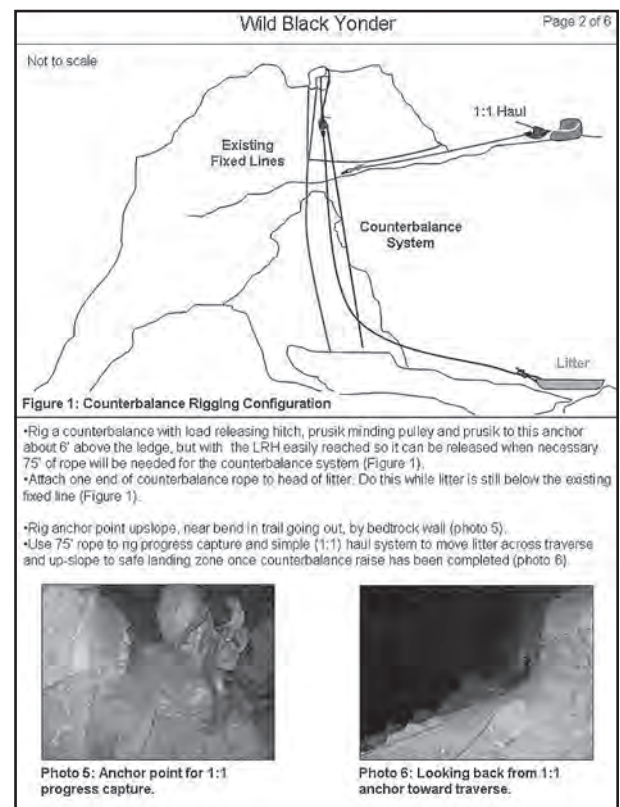 Wild Black Yonder
Page 2 of 6
Not to scale
1:1 Haul
Existing
Fixed Lines
Counterbalance
System
Litter
Figure 1: Counterbalance Rigging Configuration
•Rig a counterbalance with load releasing hitch, prusik minding pulley and prusik to this anchor
about 6' above the ledge, but with the LRH easily reached so it can be released when necessary
75' of rope will be needed for the counterbalance system (Figure 1).
•Attach one end of counterbalance rope to head of litter. Do this while litter is still below the existing
fixed line (Figure 1).
•Rig anchor point upslope, near bend in trail going out, by bedrock wall (photo 5).
•Use 75' rope to rig progress capture and simple (1:1) haul system to move litter across traverse
and up-slope to safe landing zone once counterbalance raise has been completed (photo 6)
Photo 5: Anchor point for 1:1
progress capture.
Photo 6: Looking back from 1:1
anchor toward traverse.